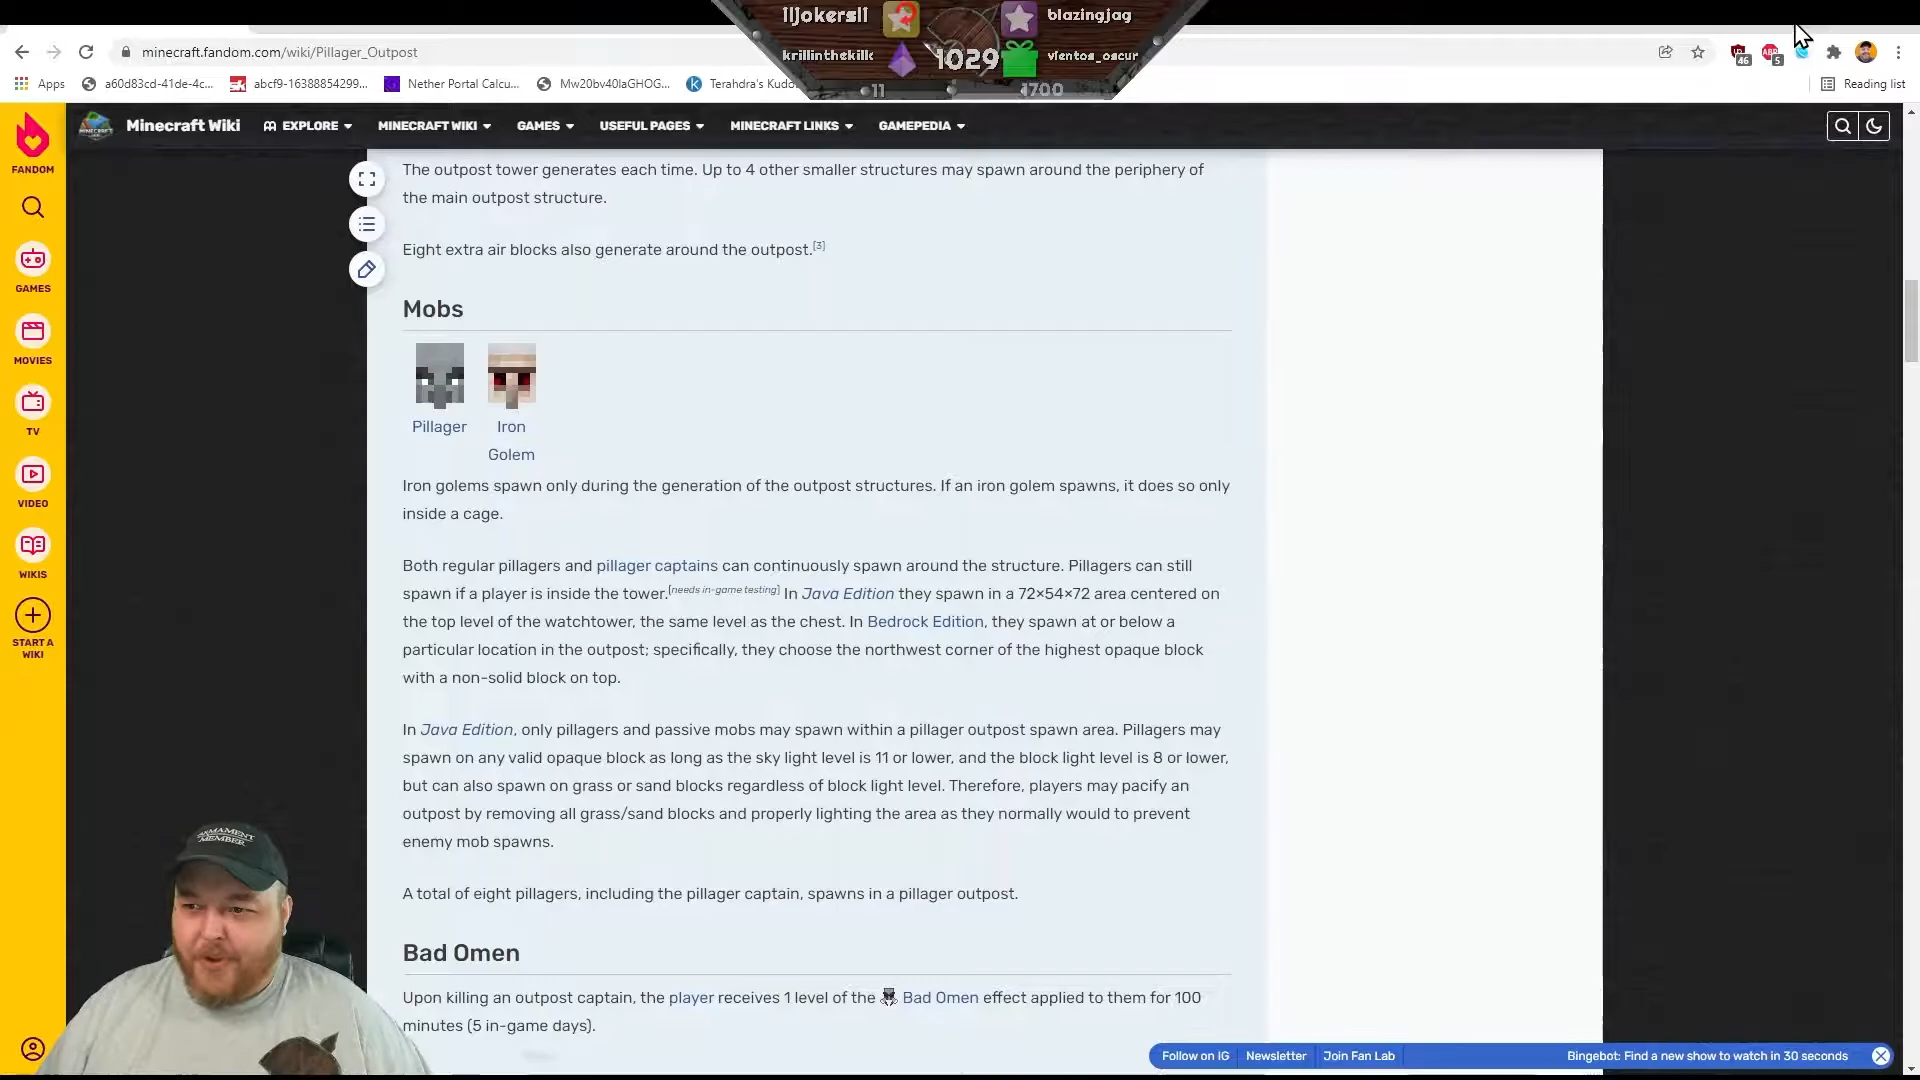 iijokersii
blazingjag
krillinthekillc
1029
vientos_oscur
11
1700
minecraft.fandom.com/wiki/Pillager_Outpost
46
5
Apps
a60d83cd-41de-4c...
abcf9-16388854299...
Nether Portal Calcu...
Mw20bv40laGHOG...
Terahdra's Kudo
Reading list
FANDOM
Minecraft Wiki
EXPLORE
MINECRAFT WIKI
GAMES
USEFUL PAGES
MINECRAFT LINKS
GAMEPEDIA
GAMES
MOVIES
TV
VIDEO
WIKIS
START A
WIKI
The outpost tower generates each time. Up to 4 other smaller structures may spawn around the periphery of
the main outpost structure.
Eight extra air blocks also generate around the outpost.[3]
Mobs
Pillager
Iron
Golem
Iron golems spawn only during the generation of the outpost structures. If an iron golem spawns, it does so only
inside a cage.
Both regular pillagers and pillager captains can continuously spawn around the structure. Pillagers can still
spawn if a player is inside the tower.[needs in-game testing] In Java Edition they spawn in a 72×54×72 area centered on
the top level of the watchtower, the same level as the chest. In Bedrock Edition, they spawn at or below a
particular location in the outpost; specifically, they choose the northwest corner of the highest opaque block
with a non-solid block on top.
In Java Edition, only pillagers and passive mobs may spawn within a pillager outpost spawn area. Pillagers may
spawn on any valid opaque block as long as the sky light level is 11 or lower, and the block light level is 8 or lower,
but can also spawn on grass or sand blocks regardless of block light level. Therefore, players may pacify an
outpost by removing all grass/sand blocks and properly lighting the area as they normally would to prevent
enemy mob spawns.
A total of eight pillagers, including the pillager captain, spawns in a pillager outpost.
Bad Omen
Upon killing an outpost captain, the player receives 1 level of the Bad Omen effect applied to them for 100
minutes (5 in-game days).
ARMAMENT
MEMBER
Follow on IG
Newsletter
Join Fan Lab
Bingebot: Find a new show to watch in 30 seconds